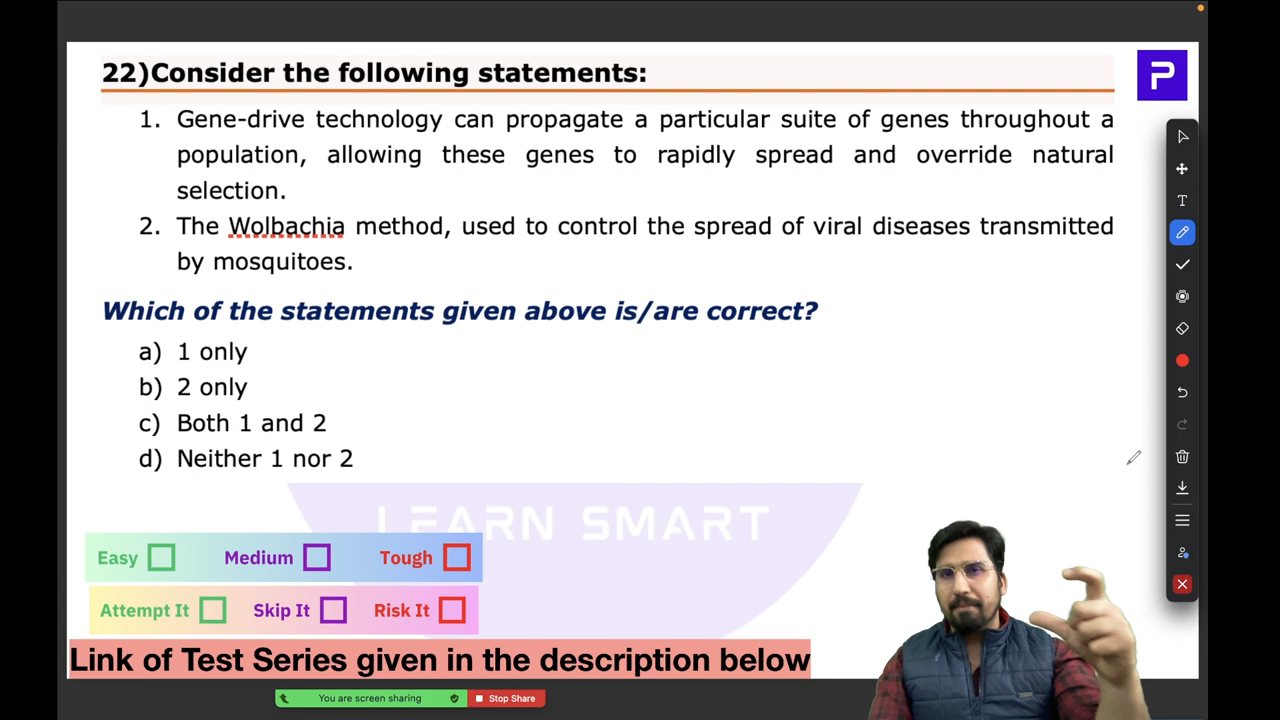 22)Consider the following statements:
P
1. Gene-drive technology can propagate a particular suite of genes throughout a
population, allowing these genes to rapidly spread and override natural
selection.
2. The Wolbachia method, used to control the spread of viral diseases transmitted
by mosquitoes.
Which of the statements given above is/are correct?
a) 1 only
b) 2 only
c) Both 1 and 2
d) Neither 1 nor 2
LEARN SMART
Easy Medium Tough
Attempt It Skip It Risk It
Link of Test Series given in the description below
You are screen sharing Stop Share
T